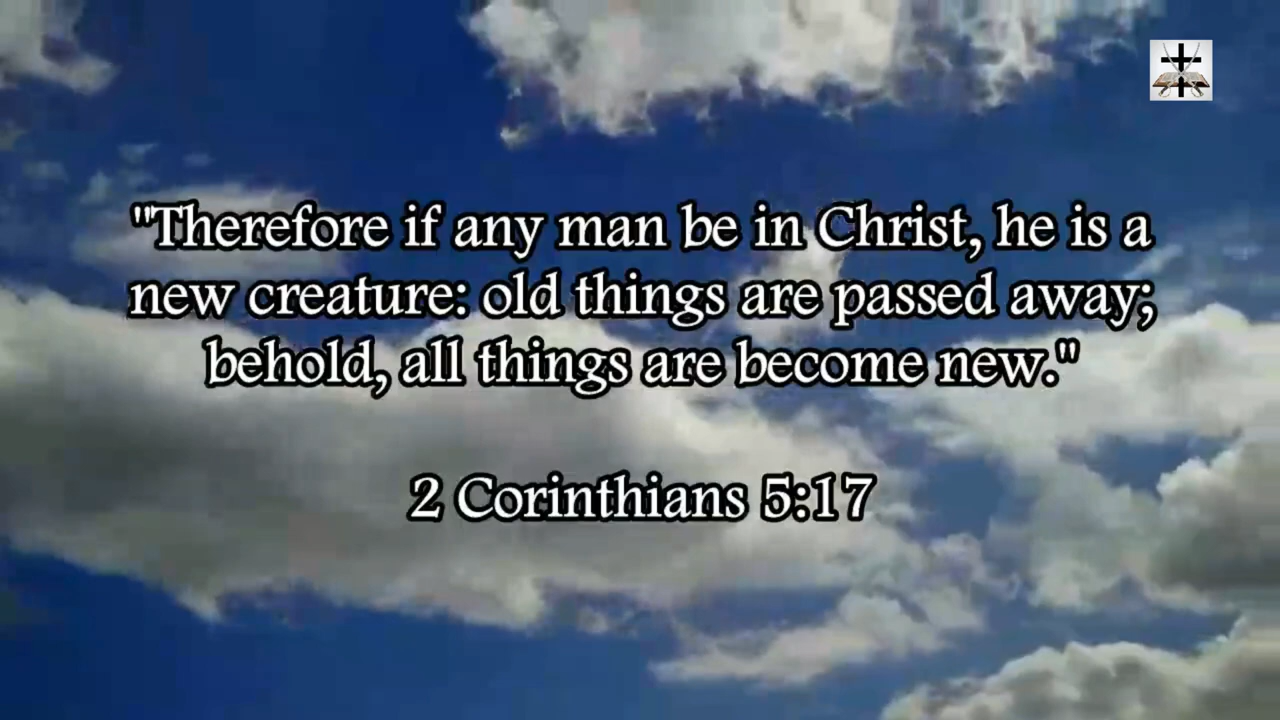 "Therefore if any man be in Christ, he is a
new creature: old things are passed away;
behold, all things are become new."
2 Corinthians 5:17